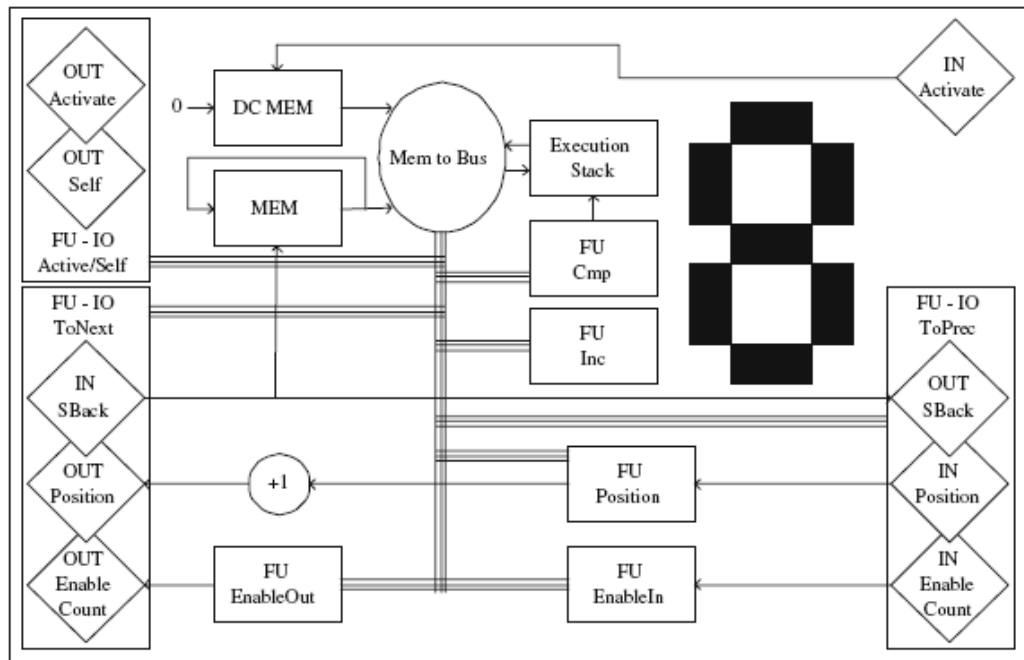 OUT
Activate
OUT
Self
FU - IO
Active/Self
0
DC MEM
MEM
Mem to Bus
Execution
Stack
FU
Cmp
FU
Inc
IN
Activate
FU - IO
ToNext
IN
SBack
OUT
Position
OUT
Enable
Count
+1
FU
EnableOut
FU
Position
FU
EnableIn
FU - IO
ToPrec
OUT
SBack
IN
Position
IN
Enable
Count